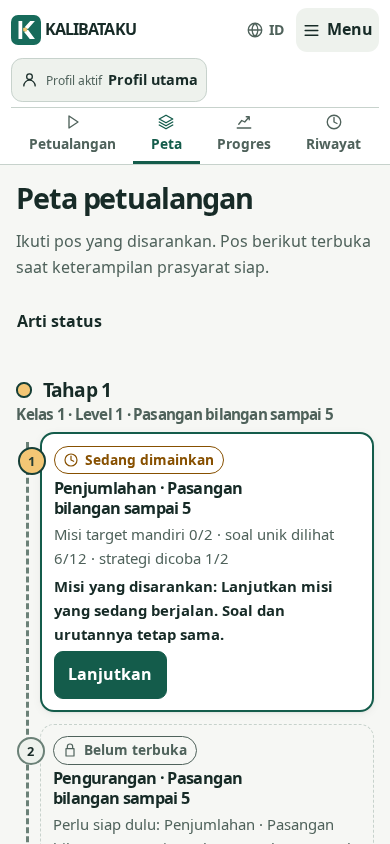 KALIBATAKU
ID
Menu
Profil aktif Profil utama
Petualangan
Peta
Progres
Riwayat
Peta petualangan
Ikuti pos yang disarankan. Pos berikut terbuka
saat keterampilan prasyarat siap.
Arti status
Tahap 1
Kelas 1 · Level 1 · Pasangan bilangan sampai 5
1
Sedang dimainkan
Penjumlahan · Pasangan
bilangan sampai 5
Misi target mandiri 0/2 · soal unik dilihat
6/12 · strategi dicoba 1/2
Misi yang disarankan: Lanjutkan misi
yang sedang berjalan. Soal dan
urutannya tetap sama.
Lanjutkan
2
Belum terbuka
Pengurangan · Pasangan
bilangan sampai 5
Perlu siap dulu: Penjumlahan · Pasangan